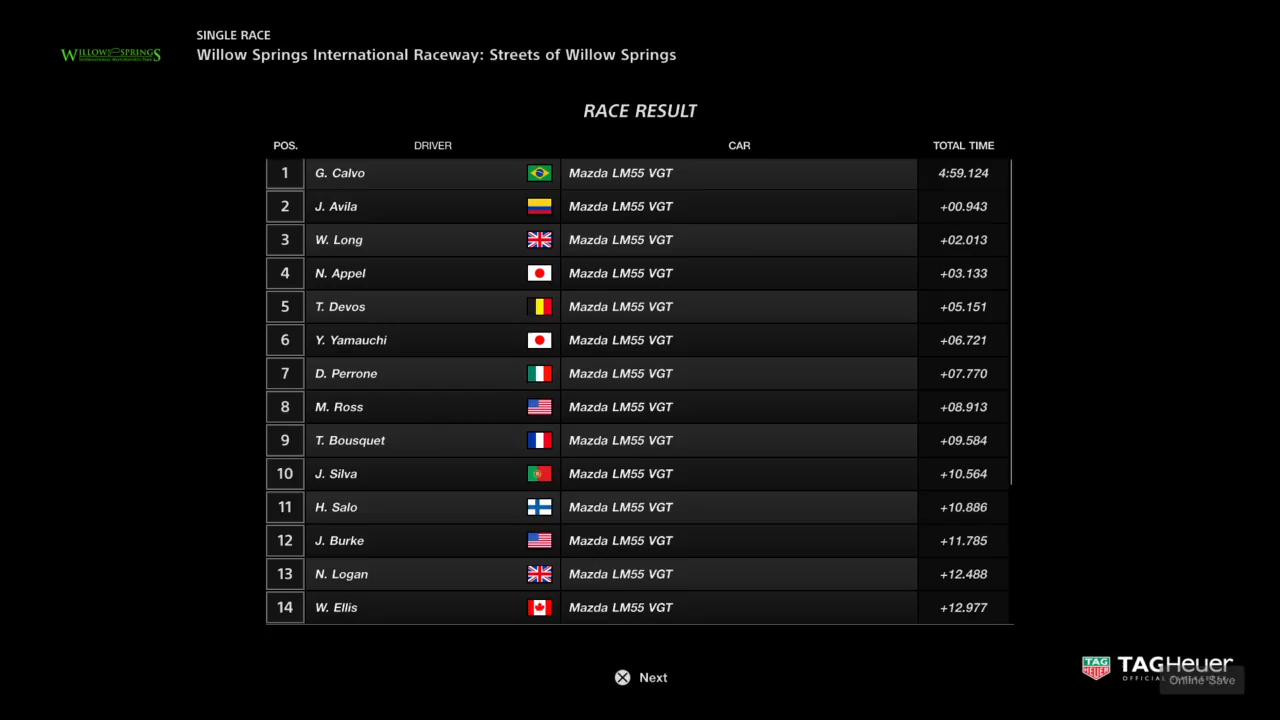 SINGLE RACE
WILLOW SPRINGS
Willow Springs International Raceway: Streets of Willow Springs
RACE RESULT
POS. DRIVER CAR TOTAL TIME
1 G. Calvo Mazda LM55 VGT 4:59.124
2 J. Avila Mazda LM55 VGT +00.943
3 W. Long Mazda LM55 VGT +02.013
4 N. Appel Mazda LM55 VGT +03.133
5 T. Devos Mazda LM55 VGT +05.151
6 Y. Yamauchi Mazda LM55 VGT +06.721
7 D. Perrone Mazda LM55 VGT +07.770
8 M. Ross Mazda LM55 VGT +08.913
9 T. Bousquet Mazda LM55 VGT +09.584
10 J. Silva Mazda LM55 VGT +10.564
11 H. Salo Mazda LM55 VGT +10.886
12 J. Burke Mazda LM55 VGT +11.785
13 N. Logan Mazda LM55 VGT +12.488
14 W. Ellis Mazda LM55 VGT +12.977
Next
TAG HEUER TAGHeuer
OFFICIAL
Online Save